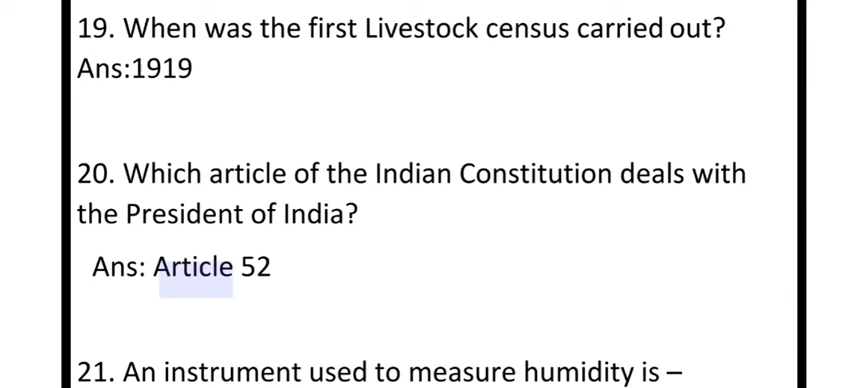 19. When was the first Livestock census carried out?
Ans:1919
20. Which article of the Indian Constitution deals with
the President of India?
Ans: Article 52
21. An instrument used to measure humidity is –